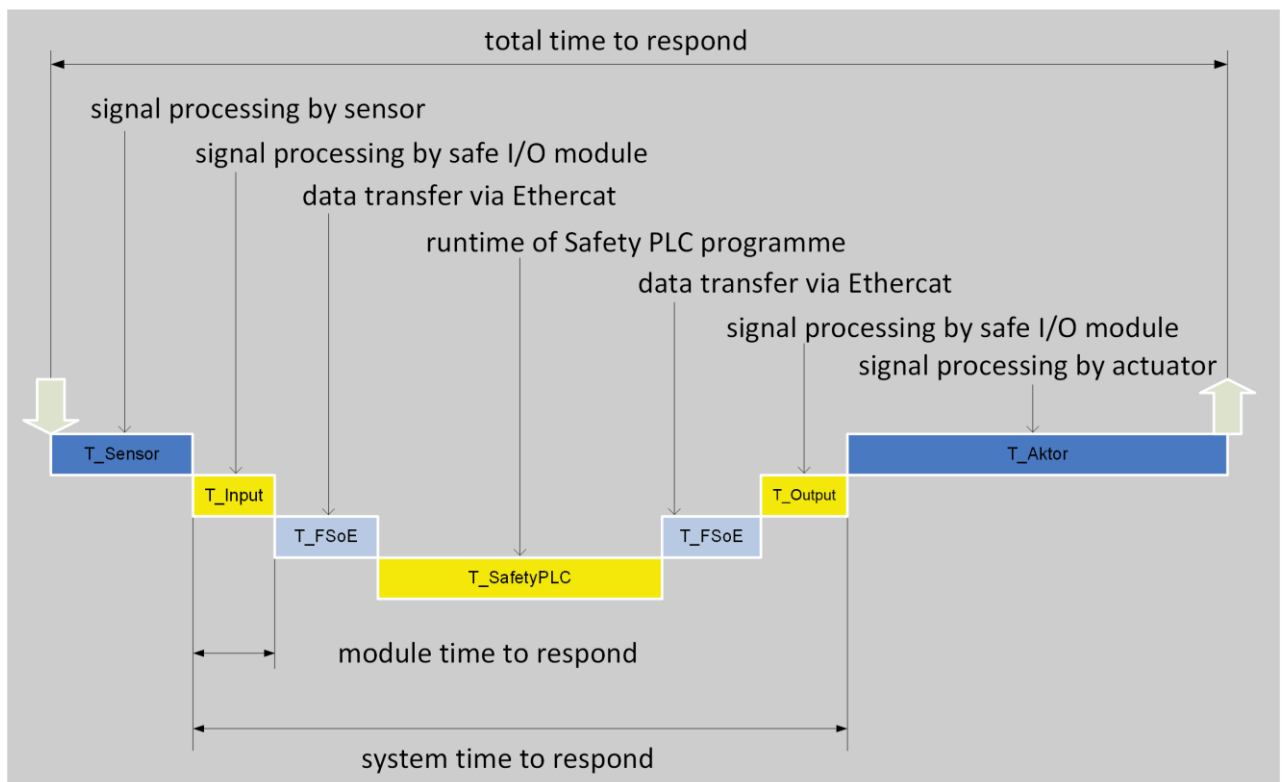 total time to respond
signal processing by sensor
signal processing by safe I/O module
data transfer via Ethercat
runtime of Safety PLC programme
data transfer via Ethercat
signal processing by safe I/O module
signal processing by actuator
T_Sensor
T_Aktor
T_Input
T_Output
T_FSoE
T_FSoE
T_SafetyPLC
module time to respond
system time to respond